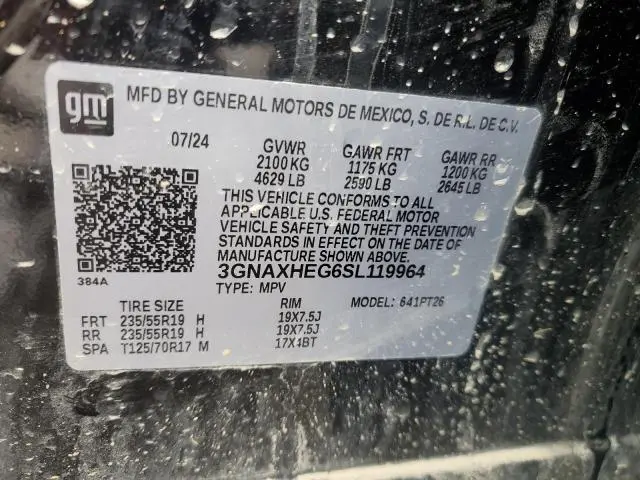 gm
MFD BY GENERAL MOTORS DE MEXICO, S. DE R.L. DE C.V.
07/24 GVWR GAWR FRT GAWR RR
2100 KG 1175 KG 1200 KG
4629 LB 2590 LB 2645 LB
THIS VEHICLE CONFORMS TO ALL
APPLICABLE U.S. FEDERAL MOTOR
VEHICLE SAFETY AND BUMPER
STANDARDS IN EFFECT ON THE DATE
OF MANUFACTURE SHOWN ABOVE.
3GNAXHEG6SL119964
384A
TYPE: MPV MODEL: 641PT26
TIRE SIZE RIM
FRT 235/55R19 H 19X7.5J
RR 235/55R19 H 19X7.5J
SPA T125/70R17 M 17X4BT